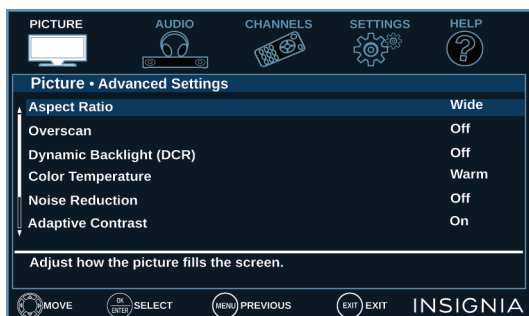 PICTURE AUDIO CHANNELS SETTINGS HELP
Picture • Advanced Settings
Aspect Ratio Wide
Overscan Off
Dynamic Backlight (DCR) Off
Color Temperature Warm
Noise Reduction Off
Adaptive Contrast On
Adjust how the picture fills the screen.
MOVE OK ENTER SELECT MENU PREVIOUS EXIT EXIT INSIGNIA